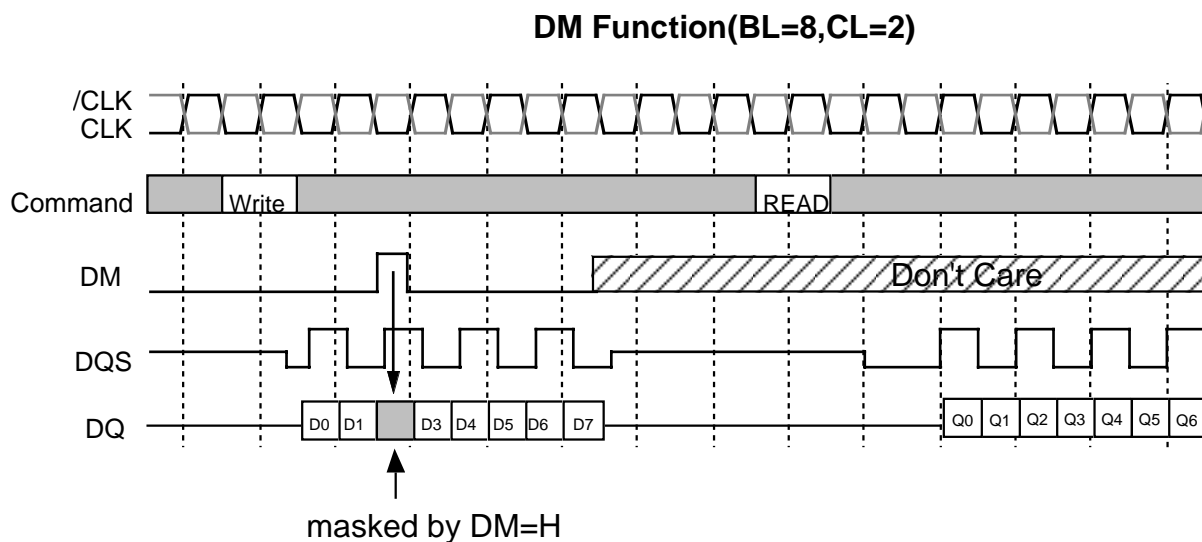 DM Function(BL=8,CL=2)
/CLK
CLK
Command
Write
READ
DM
Don't Care
DQS
DQ
D0 D1 D3 D4 D5 D6 D7
Q0 Q1 Q2 Q3 Q4 Q5 Q6
masked by DM=H